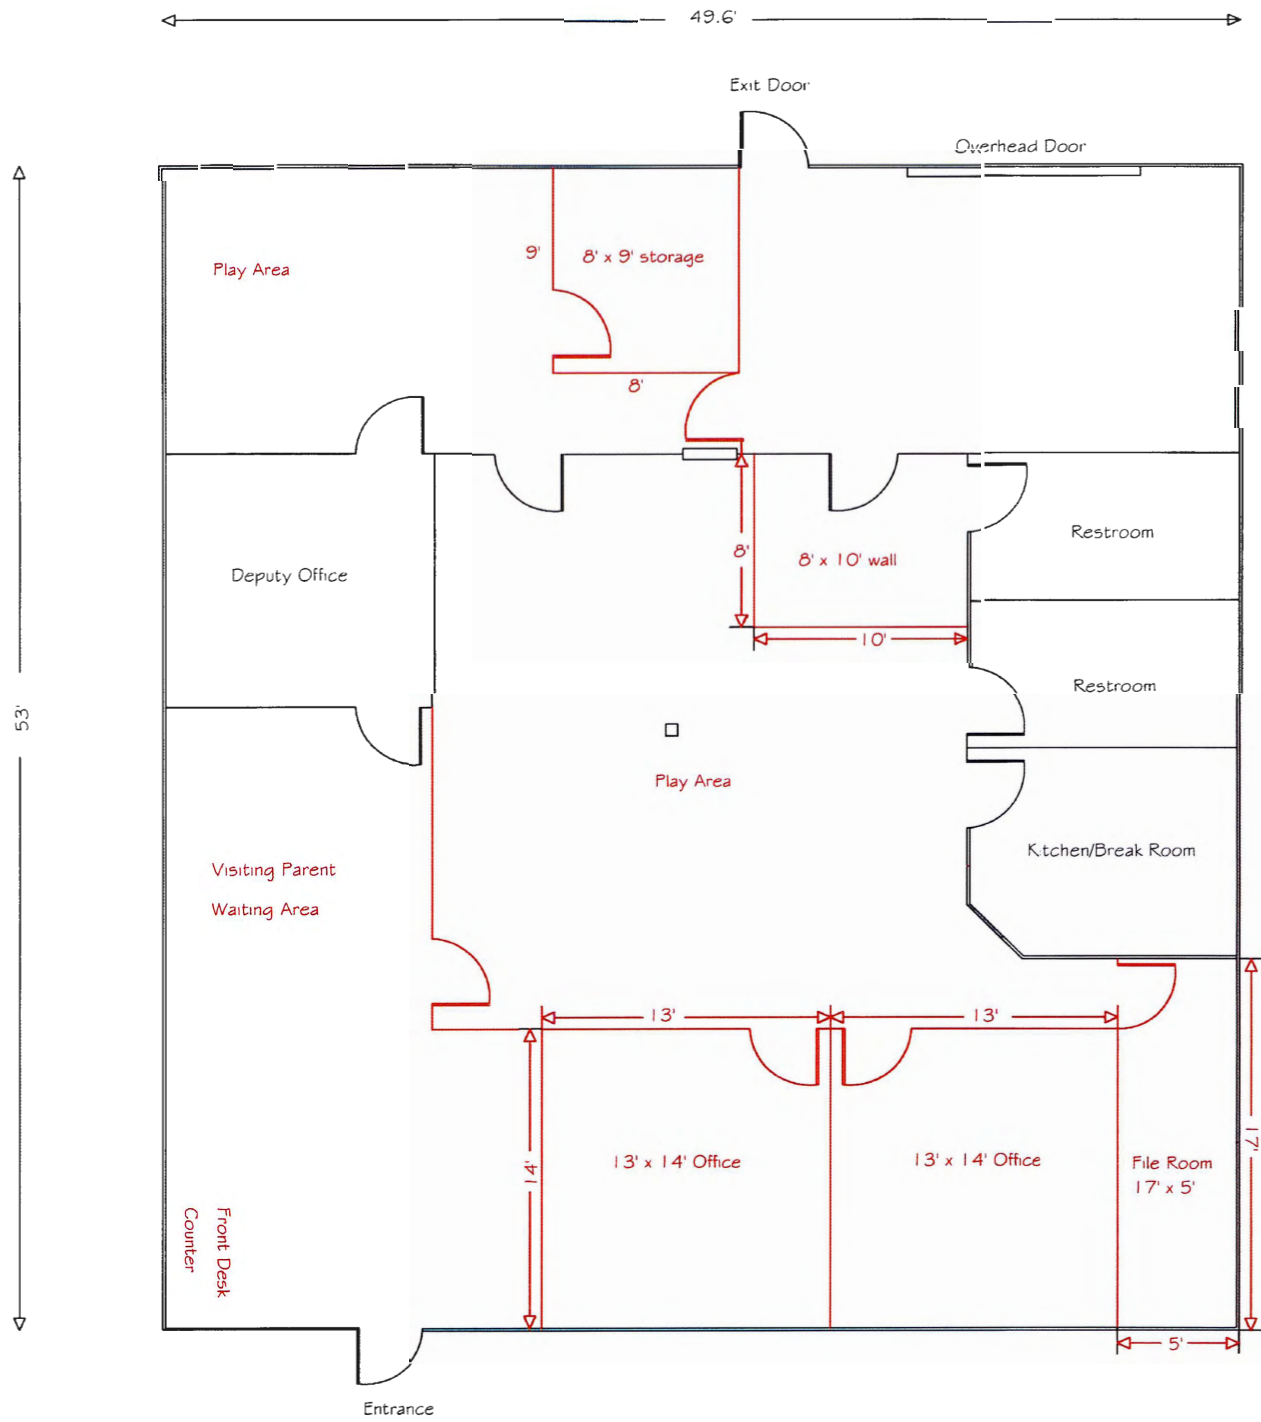 49.6'
Exit Door
Overhead Door
9'
8' x 9' storage
Play Area
8'
8'
8' x 10' wall
Restroom
Deputy Office
10'
Restroom
53'
Play Area
Kitchen/Break Room
Visiting Parent
Waiting Area
13'
13'
14'
13' x 14' Office
13' x 14' Office
17'
File Room
17' x 5'
Front Desk
Counter
5'
Entrance